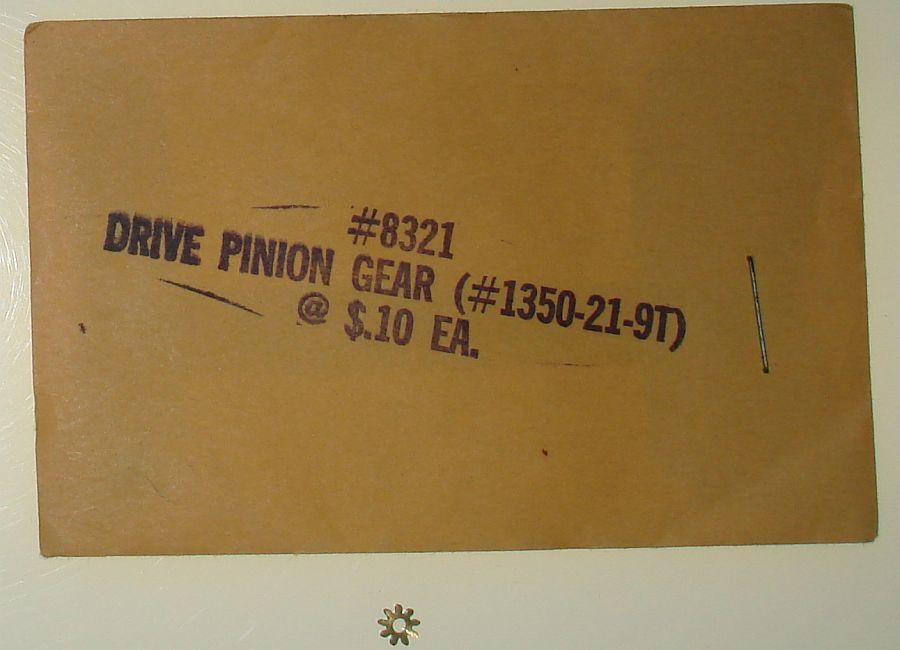 #8321
DRIVE PINION GEAR (#1350-21-9T)
@ $.10 EA.